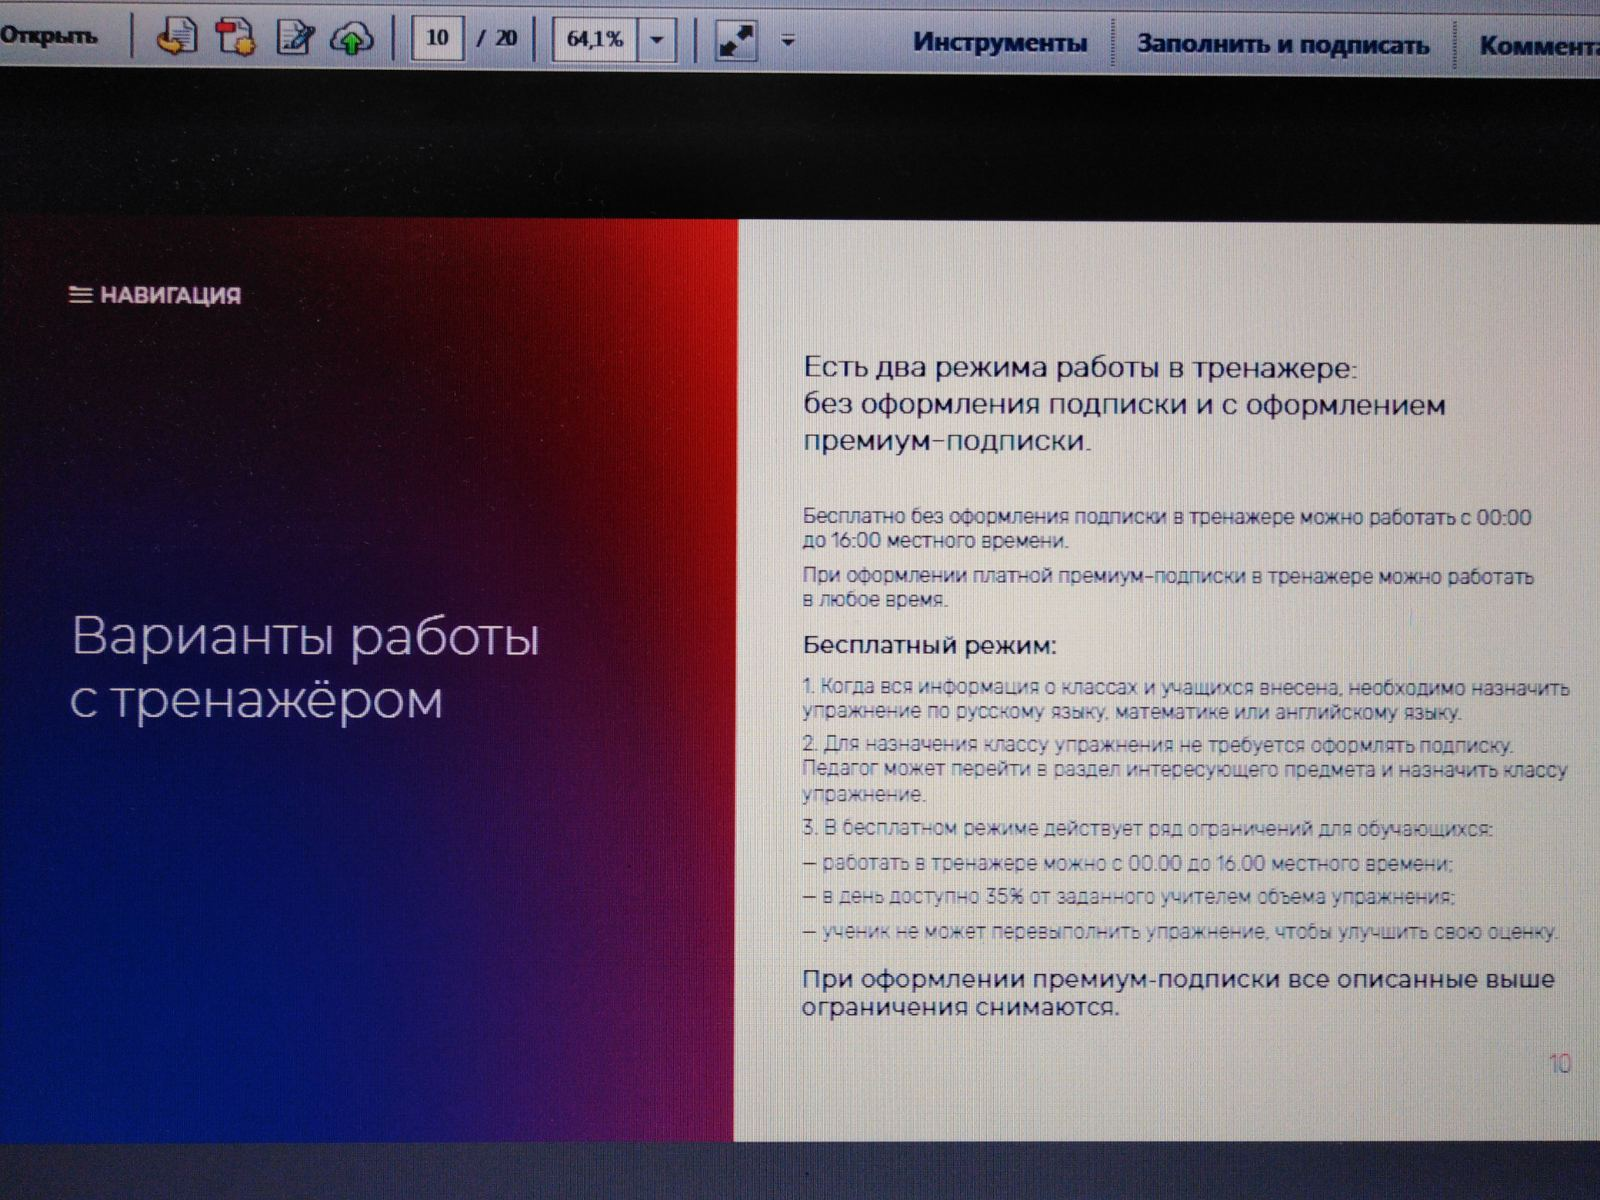 Открыть
10 / 20
64,1%
Инструменты
Заполнить и подписать
НАВИГАЦИЯ
Варианты работы
с тренажёром
Есть два режима работы в тренажере:
без оформления подписки и с оформлением
премиум-подписки.
Бесплатно без оформления подписки в тренажере можно работать с 00:00
до 16:00 местного времени.
При оформлении платной премиум-подписки в тренажере можно работать
в любое время.
Бесплатный режим:
1. Когда вся информация о классах и учащихся внесена, необходимо назначить
упражнение по русскому языку, математике или английскому языку.
2. Для назначения классу упражнения не требуется оформлять подписку.
Педагог может перейти в раздел интересующего предмета и назначить классу
упражнение.
3. В бесплатном режиме действует ряд ограничений для обучающихся:
— работать в тренажере можно с 00.00 до 16.00 местного времени;
— в день доступно 35% от заданного учителем объема упражнения;
— ученик не может перевыполнить упражнение, чтобы улучшить свою оценку.
При оформлении премиум-подписки все описанные выше
ограничения снимаются.
10